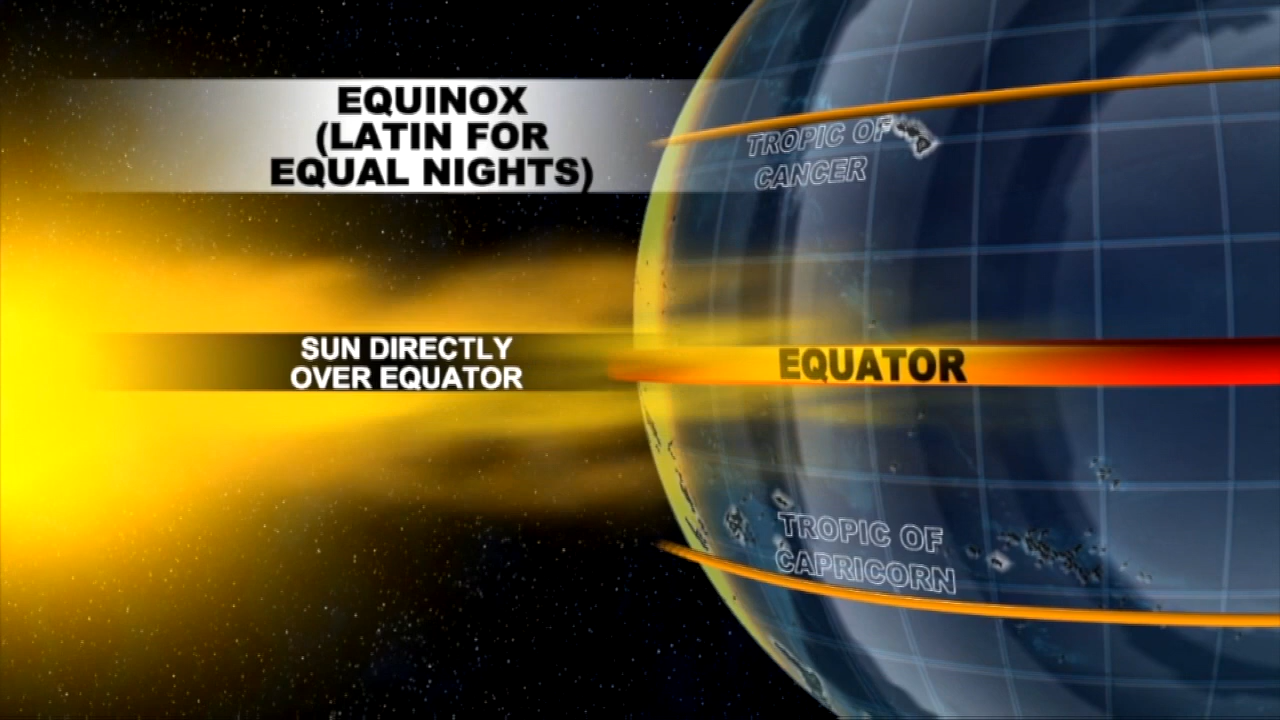 EQUINOX
(LATIN FOR
EQUAL NIGHTS)
TROPIC OF
CANCER
SUN DIRECTLY
OVER EQUATOR
EQUATOR
TROPIC OF
CAPRICORN